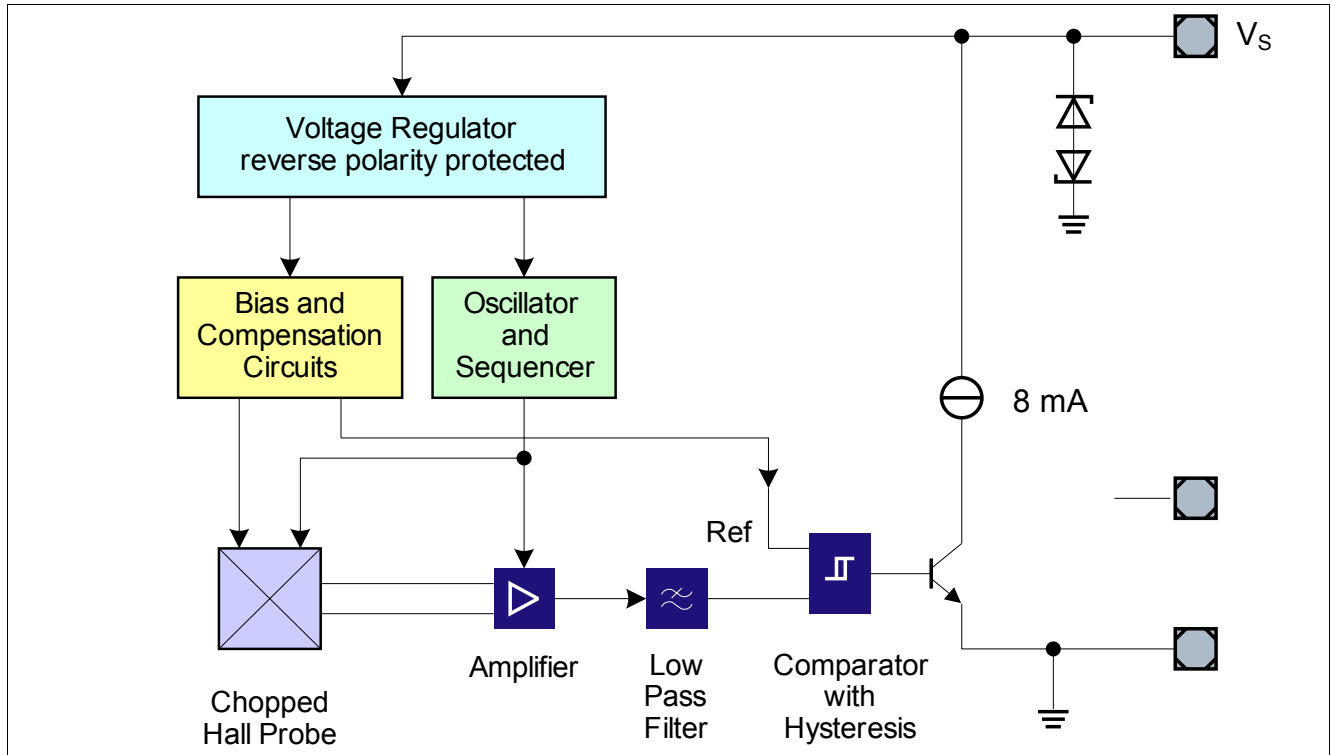 V_S
Voltage Regulator
reverse polarity protected
Bias and
Compensation
Circuits
Oscillator
and
Sequencer
8 mA
Ref
Amplifier
Low
Pass
Filter
Comparator
with
Hysteresis
Chopped
Hall Probe